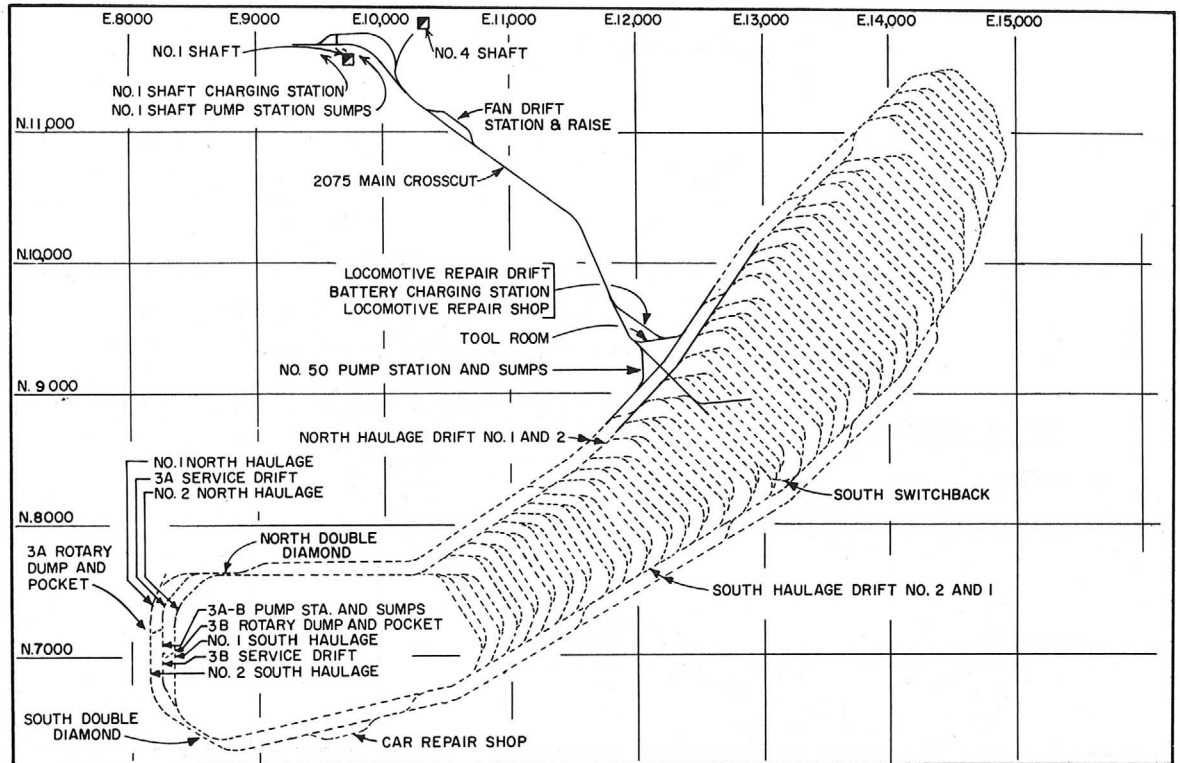 E.8000 E.9000 E.10,000 E.11,000 E.12,000 E.13,000 E.14,000 E.15,000
NO.1 SHAFT
NO.4 SHAFT
NO.1 SHAFT CHARGING STATION
NO.1 SHAFT PUMP STATION SUMPS
FAN DRIFT
STATION & RAISE
N.11,000
2075 MAIN CROSSCUT
N.10,000
LOCOMOTIVE REPAIR DRIFT
BATTERY CHARGING STATION
LOCOMOTIVE REPAIR SHOP
TOOL ROOM
NO. 50 PUMP STATION AND SUMPS
N. 9000
NORTH HAULAGE DRIFT NO.1 AND 2
NO.1 NORTH HAULAGE
3A SERVICE DRIFT
NO. 2 NORTH HAULAGE
SOUTH SWITCHBACK
N.8000
NORTH DOUBLE
DIAMOND
3A ROTARY
DUMP AND
POCKET
SOUTH HAULAGE DRIFT NO. 2 AND 1
3A-B PUMP STA. AND SUMPS
3B ROTARY DUMP AND POCKET
NO.1 SOUTH HAULAGE
3B SERVICE DRIFT
NO. 2 SOUTH HAULAGE
N.7000
SOUTH DOUBLE
DIAMOND
CAR REPAIR SHOP